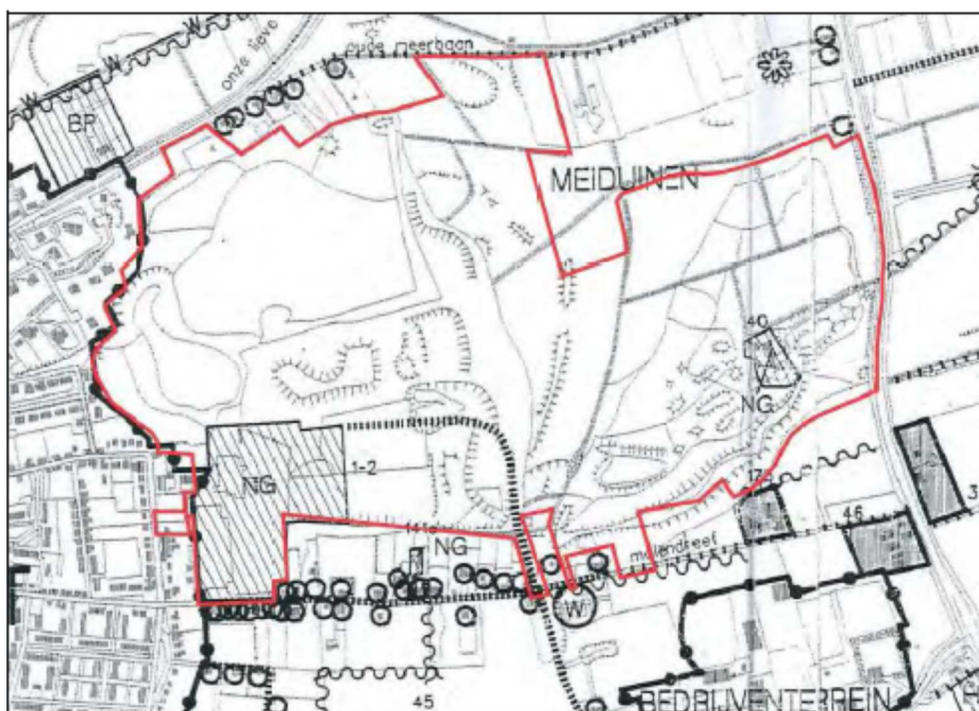 oude meerbaan
onze lieve
W
W
W
BP
MEIDUINEN
40
NG
NG
1-2
17
3
46
NG
molendreef
W
45
BEDRIJVENTERREIN